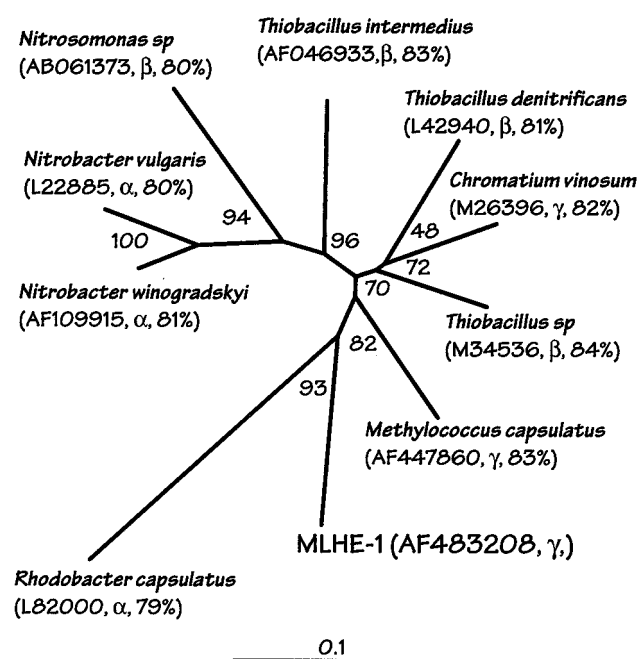 Thiobacillus intermedius
(AF046933,β, 83%)
Nitrosomonas sp
(AB061373, β, 80%)
Thiobacillus denitrificans
(L42940, β, 81%)
Nitrobacter vulgaris
(L22885, α, 80%)
Chromatium vinosum
(M26396, γ, 82%)
94
48
100
96
72
70
Nitrobacter winogradskyi
(AF109915, α, 81%)
Thiobacillus sp
(M34536, β, 84%)
82
93
Methylococcus capsulatus
(AF447860, γ, 83%)
MLHE-1 (AF483208, γ,)
Rhodobacter capsulatus
(L82000, α, 79%)
0.1